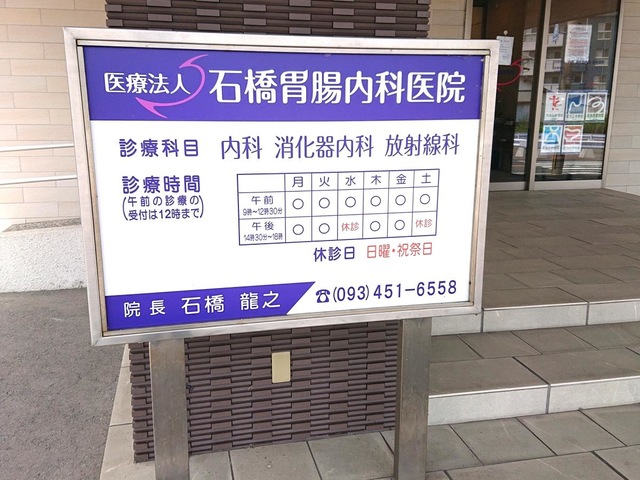 医療法人 石橋胃腸内科医院
診療科目 内科 消化器内科 放射線科
診療時間
(午前の診療の
受付は12時まで)
月 火 水 木 金 土
午前 9時～12時30分 ○ ○ ○ ○ ○ ○
午後 14時30分～18時 ○ ○ 休診 ○ ○ 休診
休診日 日曜・祝祭日
院長 石橋 龍之
☎(093)451-6558